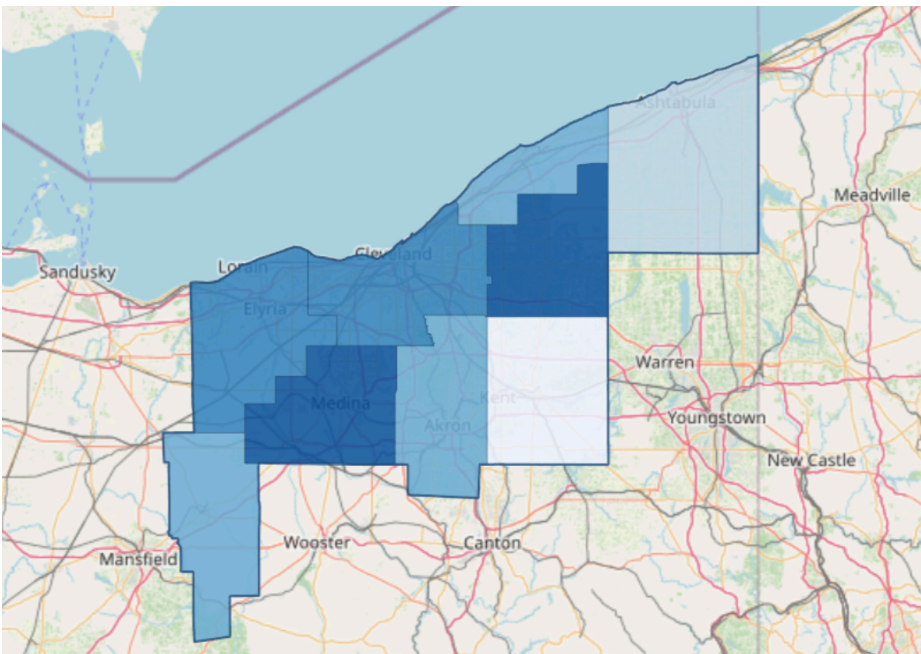 Ashtabula
Meadville
Cleveland
Lorain
Sandusky
Elyria
Warren
Kent
Medina
Youngstown
Akron
New Castle
Wooster
Canton
Mansfield